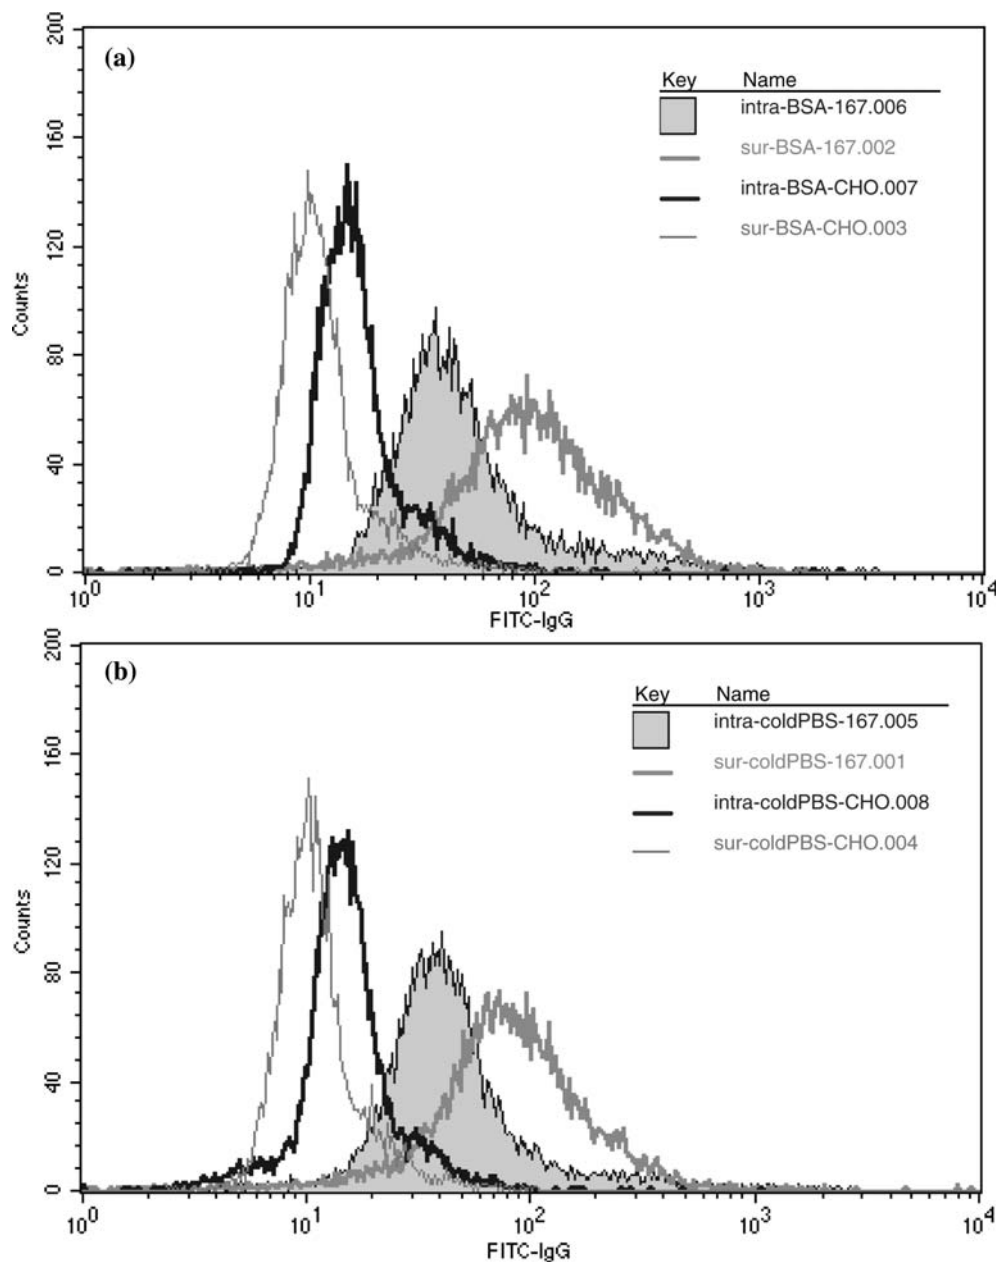 200
(a)
Key Name
intra-BSA-167.006
160
sur-BSA-167.002
intra-BSA-CHO.007
120
sur-BSA-CHO.003
Counts
80
40
0
10^0 10^1 10^2 10^3 10^4
FITC-IgG
200
(b)
Key Name
intra-coldPBS-167.005
160
sur-coldPBS-167.001
intra-coldPBS-CHO.008
120
sur-coldPBS-CHO.004
Counts
80
40
0
10^0 10^1 10^2 10^3 10^4
FITC-IgG